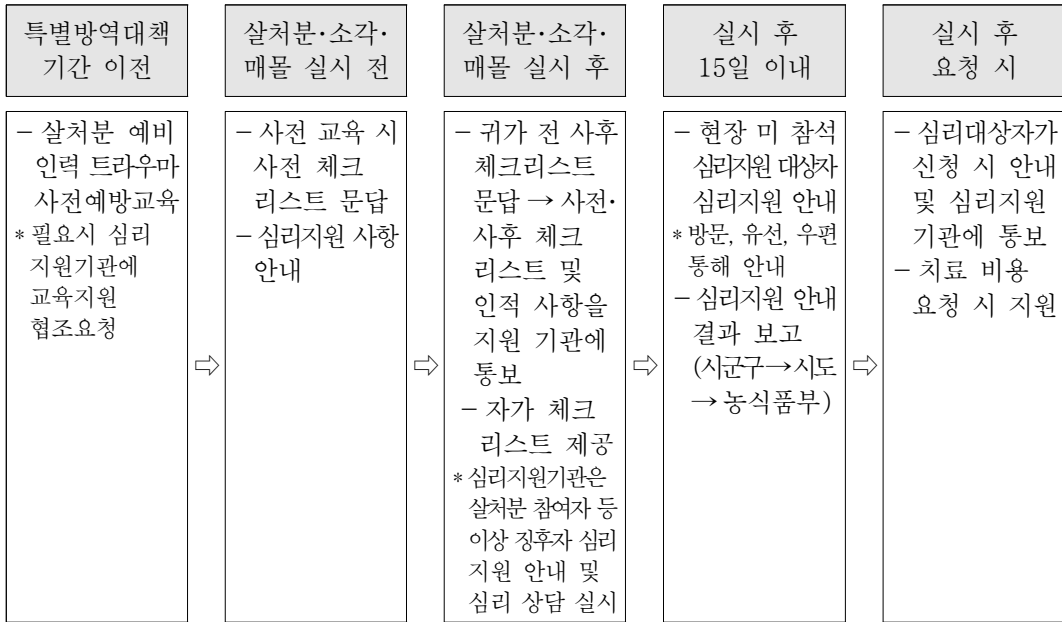 특별방역대책
기간 이전
살처분·소각·
매몰 실시 전
살처분·소각·
매몰 실시 후
실시 후
15일 이내
실시 후
요청 시
- 살처분 예비
인력 트라우마
사전예방교육
* 필요시 심리
지원기관에
교육지원
협조요청
⇨
- 사전 교육 시
사전 체크
리스트 문답
- 심리지원 사항
안내
⇨
- 귀가 전 사후
체크리스트
문답 → 사전·
사후 체크
리스트 및
인적 사항을
지원 기관에
통보
- 자가 체크
리스트 제공
* 심리지원기관은
살처분 참여자 등
이상 징후자 심리
지원 안내 및
심리 상담 실시
⇨
- 현장 미 참석
심리지원 대상자
심리지원 안내
* 방문, 유선, 우편
통해 안내
- 심리지원 안내
결과 보고
(시군구→시도
→농식품부)
⇨
- 심리대상자가
신청 시 안내
및 심리지원
기관에 통보
- 치료 비용
요청 시 지원